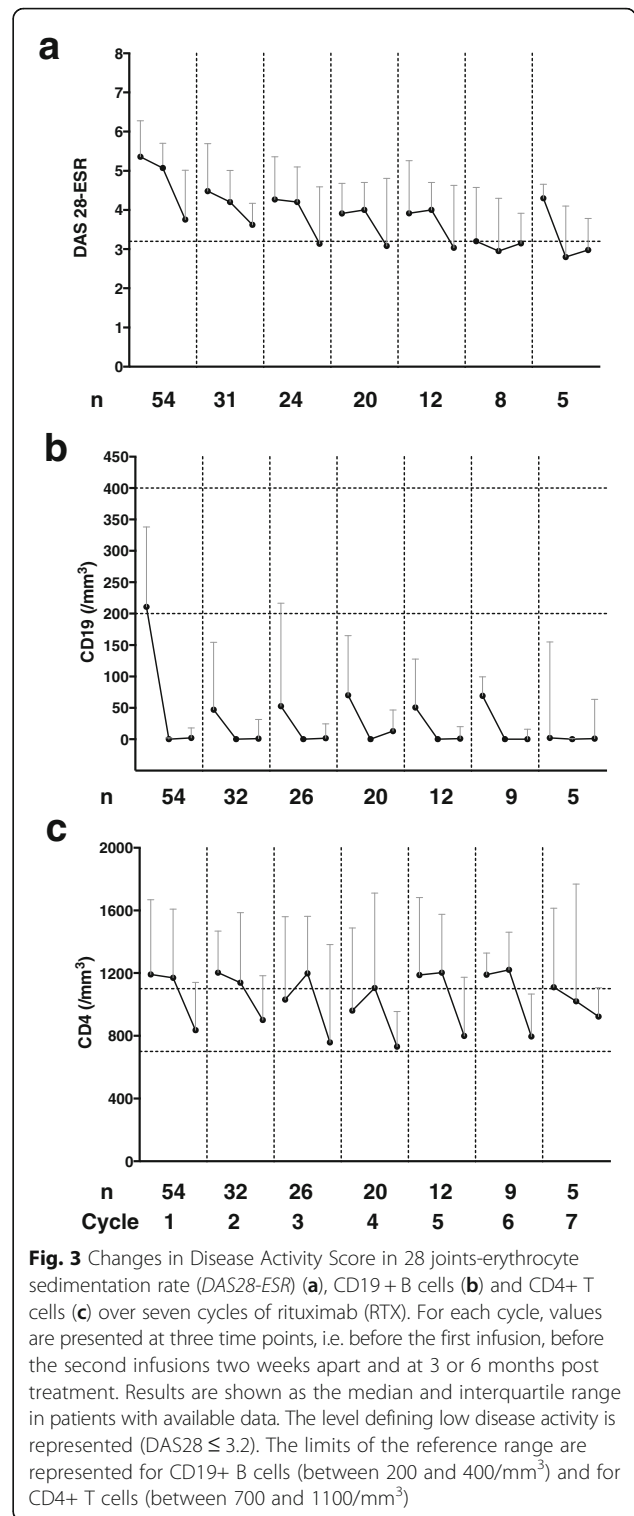 a
8
7
6
5
4
3
2
1
0
DAS 28-ESR
n 54 31 24 20 12 8 5
b
450
400
350
300
250
200
150
100
50
0
CD19 (/mm³)
n 54 32 26 20 12 9 5
c
2000
1600
1200
800
400
0
CD4 (/mm³)
n 54 32 26 20 12 9 5
Cycle 1 2 3 4 5 6 7
Fig. 3 Changes in Disease Activity Score in 28 joints-erythrocyte
sedimentation rate (DAS28-ESR) (a), CD19 + B cells (b) and CD4+ T
cells (c) over seven cycles of rituximab (RTX). For each cycle, values
are presented at three time points, i.e. before the first infusion, before
the second infusions two weeks apart and at 3 or 6 months post
treatment. Results are shown as the median and interquartile range
in patients with available data. The level defining low disease activity is
represented (DAS28 ≤ 3.2). The limits of the reference range are
represented for CD19+ B cells (between 200 and 400/mm³) and for
CD4+ T cells (between 700 and 1100/mm³)